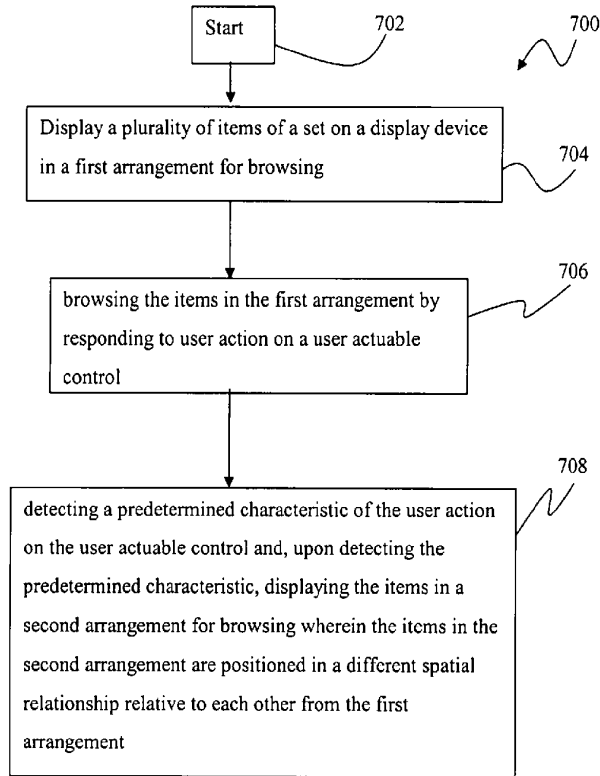 Start
702
700
Display a plurality of items of a set on a display device
in a first arrangement for browsing
704
706
browsing the items in the first arrangement by
responding to user action on a user actuable
control
708
detecting a predetermined characteristic of the user action
on the user actuable control and, upon detecting the
predetermined characteristic, displaying the items in a
second arrangement for browsing wherein the items in the
second arrangement are positioned in a different spatial
relationship relative to each other from the first
arrangement